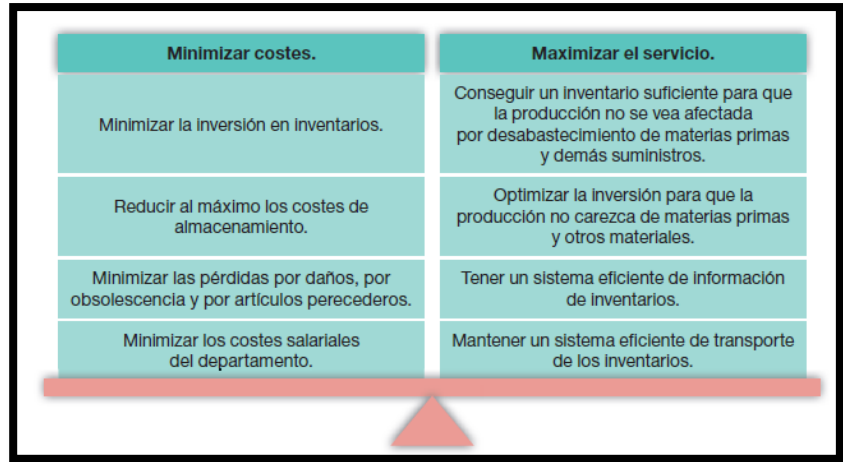 Minimizar costes.
Maximizar el servicio.
Minimizar la inversión en inventarios.
Conseguir un inventario suficiente para que
la producción no se vea afectada
por desabastecimiento de materias primas
y demás suministros.
Reducir al máximo los costes de
almacenamiento.
Optimizar la inversión para que la
producción no carezca de materias primas
y otros materiales.
Minimizar las pérdidas por daños, por
obsolescencia y por artículos perecederos.
Tener un sistema eficiente de información
de inventarios.
Minimizar los costes salariales
del departamento.
Mantener un sistema eficiente de transporte
de los inventarios.